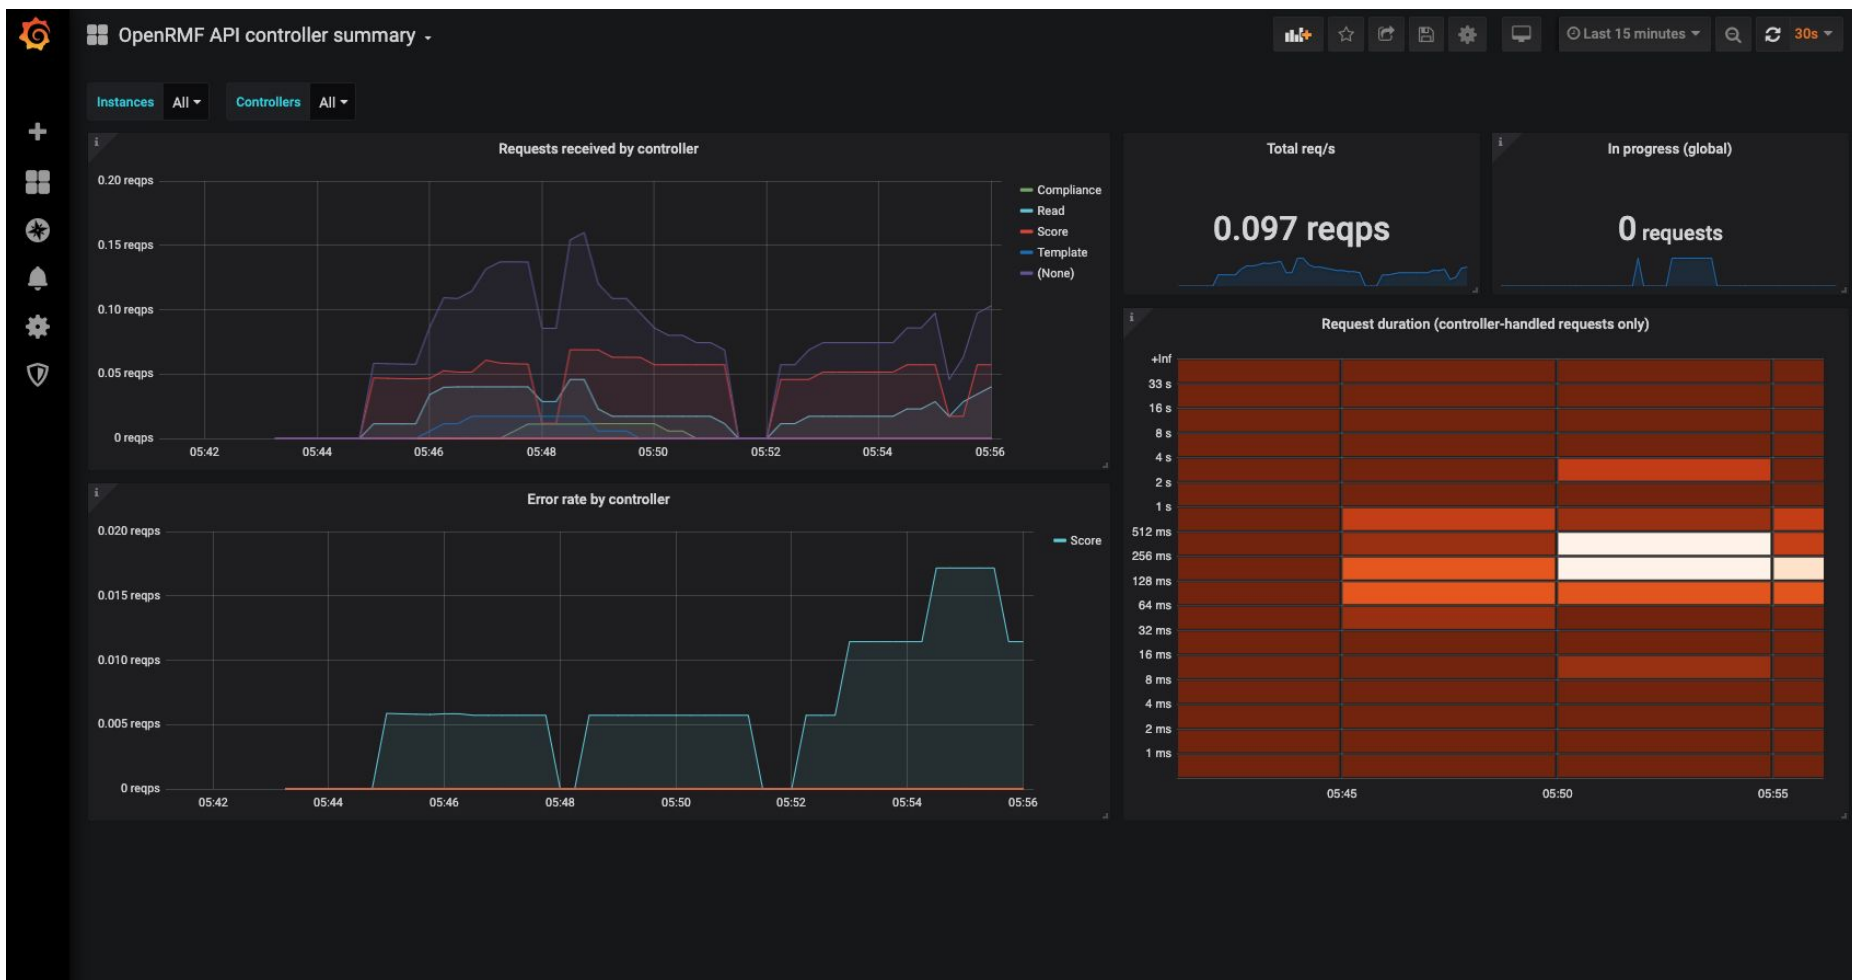 OpenRMF API controller summary
Last 15 minutes
30s
Instances All Controllers All
Requests received by controller
0.20 reqps
0.15 reqps
0.10 reqps
0.05 reqps
0 reqps
05:42 05:44 05:46 05:48 05:50 05:52 05:54 05:56
Compliance
Read
Score
Template
(None)
Total req/s
0.097 reqps
In progress (global)
0 requests
Error rate by controller
0.020 reqps
0.015 reqps
0.010 reqps
0.005 reqps
0 reqps
05:42 05:44 05:46 05:48 05:50 05:52 05:54 05:56
Score
Request duration (controller-handled requests only)
+Inf
33 s
16 s
8 s
4 s
2 s
1 s
512 ms
256 ms
128 ms
64 ms
32 ms
16 ms
8 ms
4 ms
2 ms
1 ms
05:45 05:50 05:55